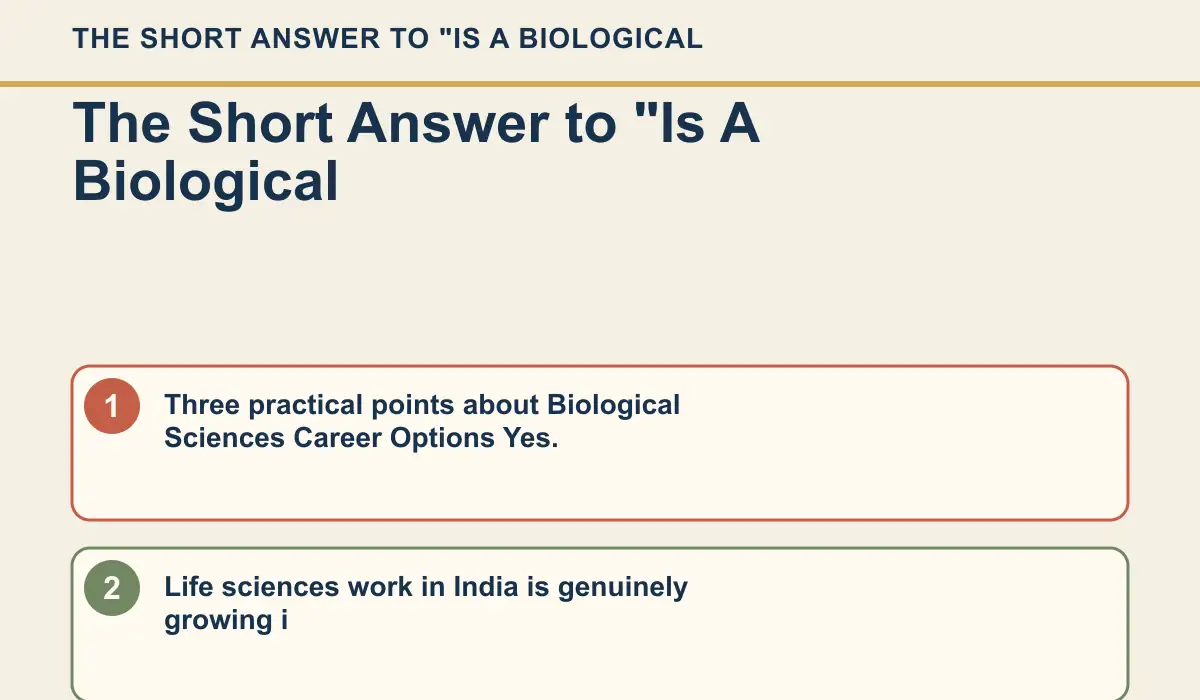 THE SHORT ANSWER TO "IS A BIOLOGICAL
The Short Answer to "Is A
Biological
1
Three practical points about Biological
Sciences Career Options Yes.
2
Life sciences work in India is genuinely
growing i